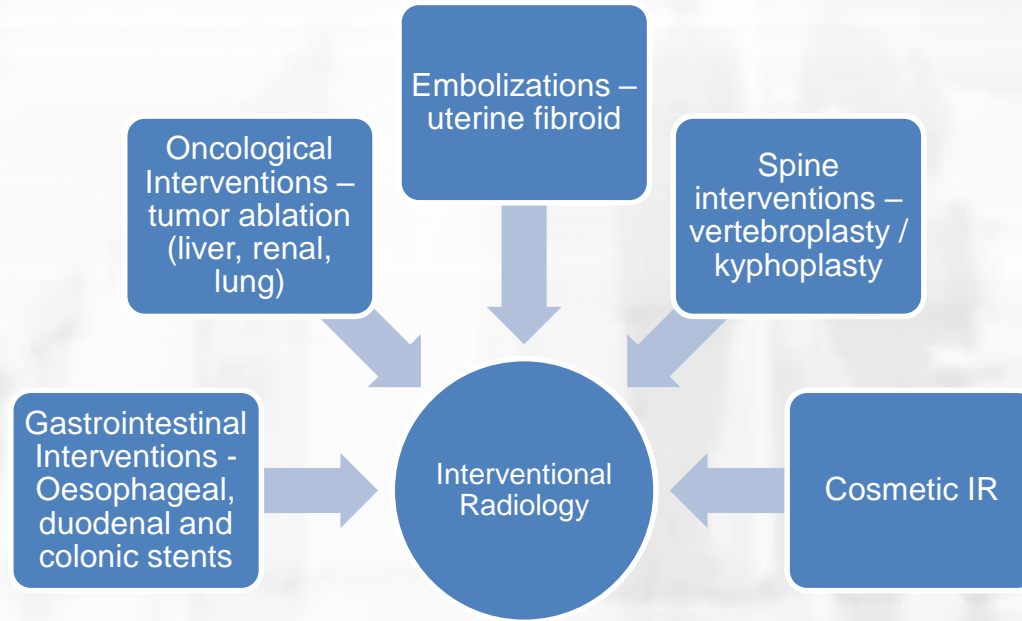 Embolizations –
uterine fibroid
Oncological
Interventions –
tumor ablation
(liver, renal,
lung)
Spine
interventions –
vertebroplasty /
kyphoplasty
Gastrointestinal
Interventions -
Oesophageal,
duodenal and
colonic stents
Interventional
Radiology
Cosmetic IR